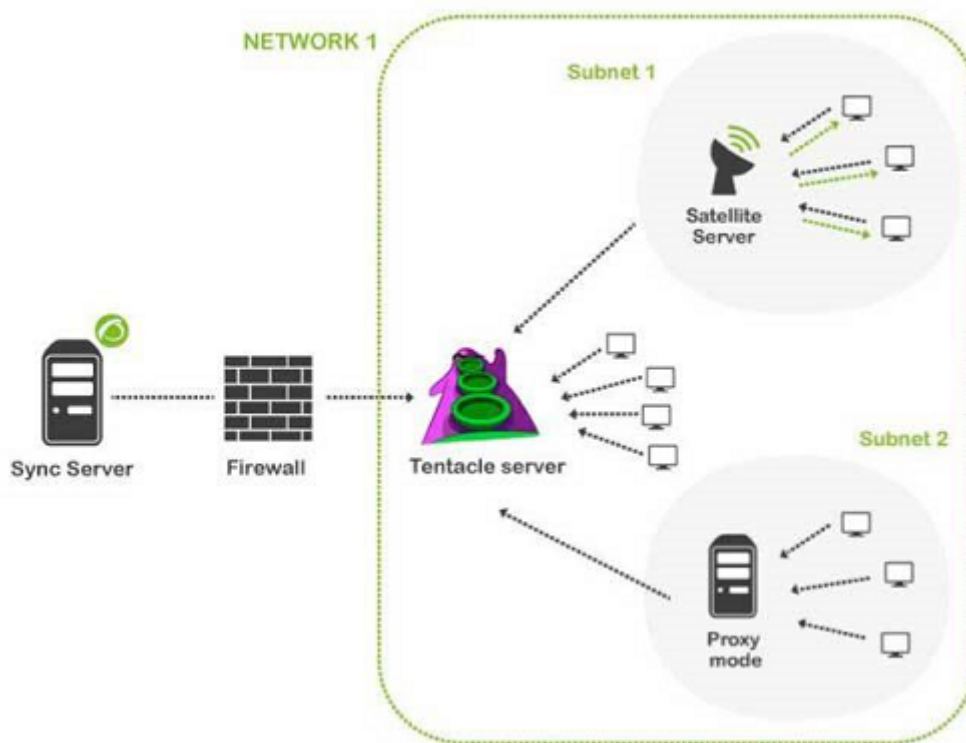 NETWORK 1
Subnet 1
Satellite
Server
Sync Server
Firewall
Tentacle server
Subnet 2
Proxy
mode